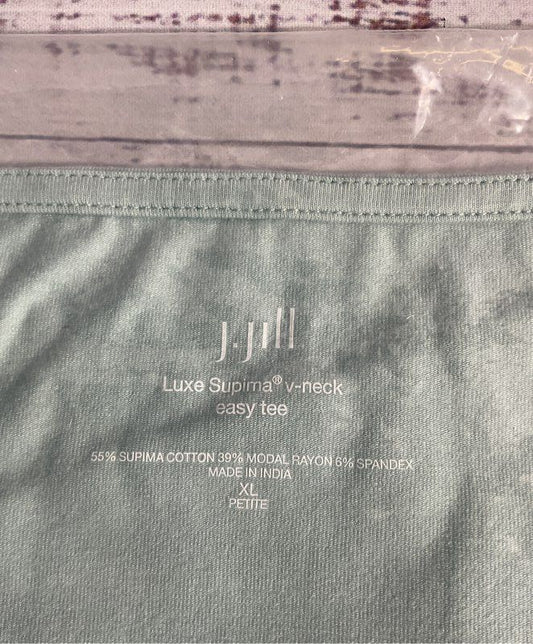 J.Jill
Luxe Supima® v-neck
easy tee
55% SUPIMA COTTON 39% MODAL RAYON 6% SPANDEX
MADE IN INDIA
XL
PETITE